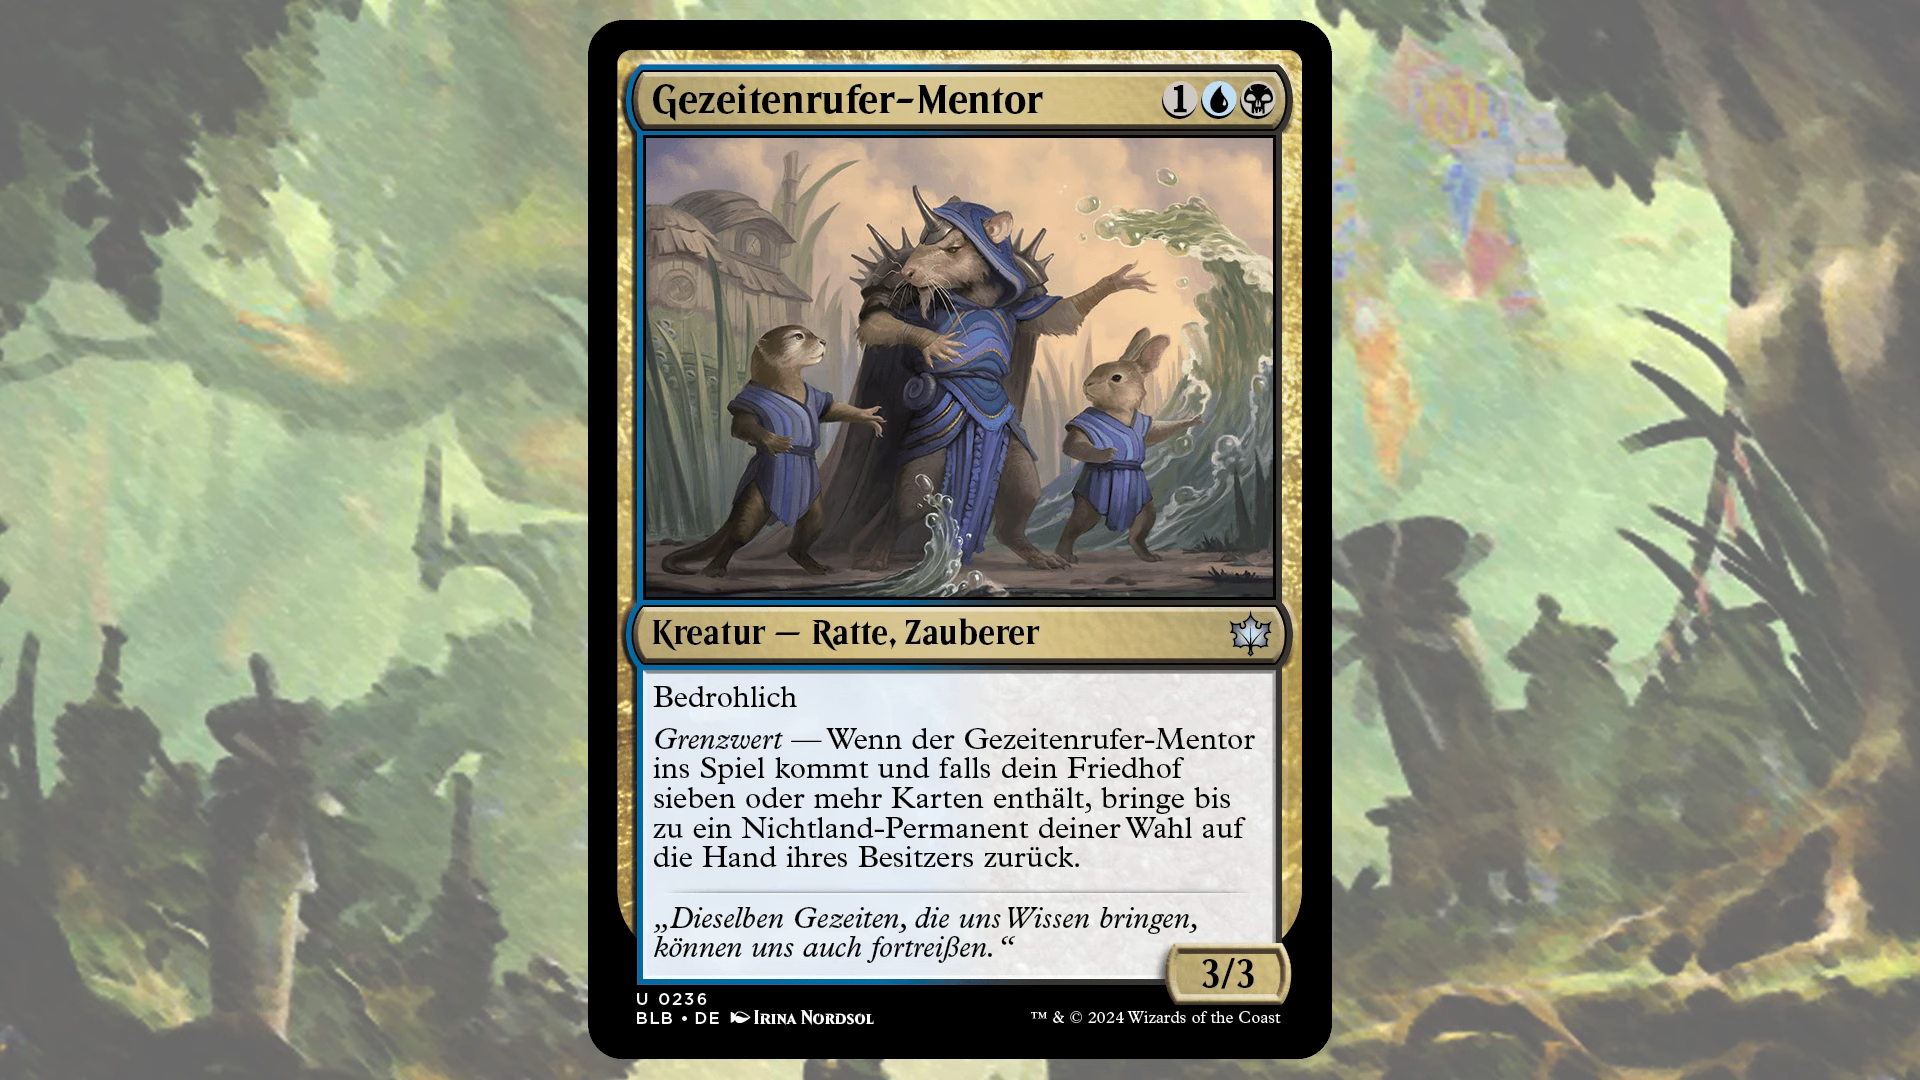 Gezeitenrufer-Mentor 1
Kreatur — Ratte, Zauberer
Bedrohlich
Grenzwert — Wenn der Gezeitenrufer-Mentor
ins Spiel kommt und falls dein Friedhof
sieben oder mehr Karten enthält, bringe bis
zu ein Nichtland-Permanent deiner Wahl auf
die Hand ihres Besitzers zurück.
„Dieselben Gezeiten, die uns Wissen bringen,
können uns auch fortreißen.“
3/3
U 0236
BLB • DE Irina Nordsol
™ & © 2024 Wizards of the Coast